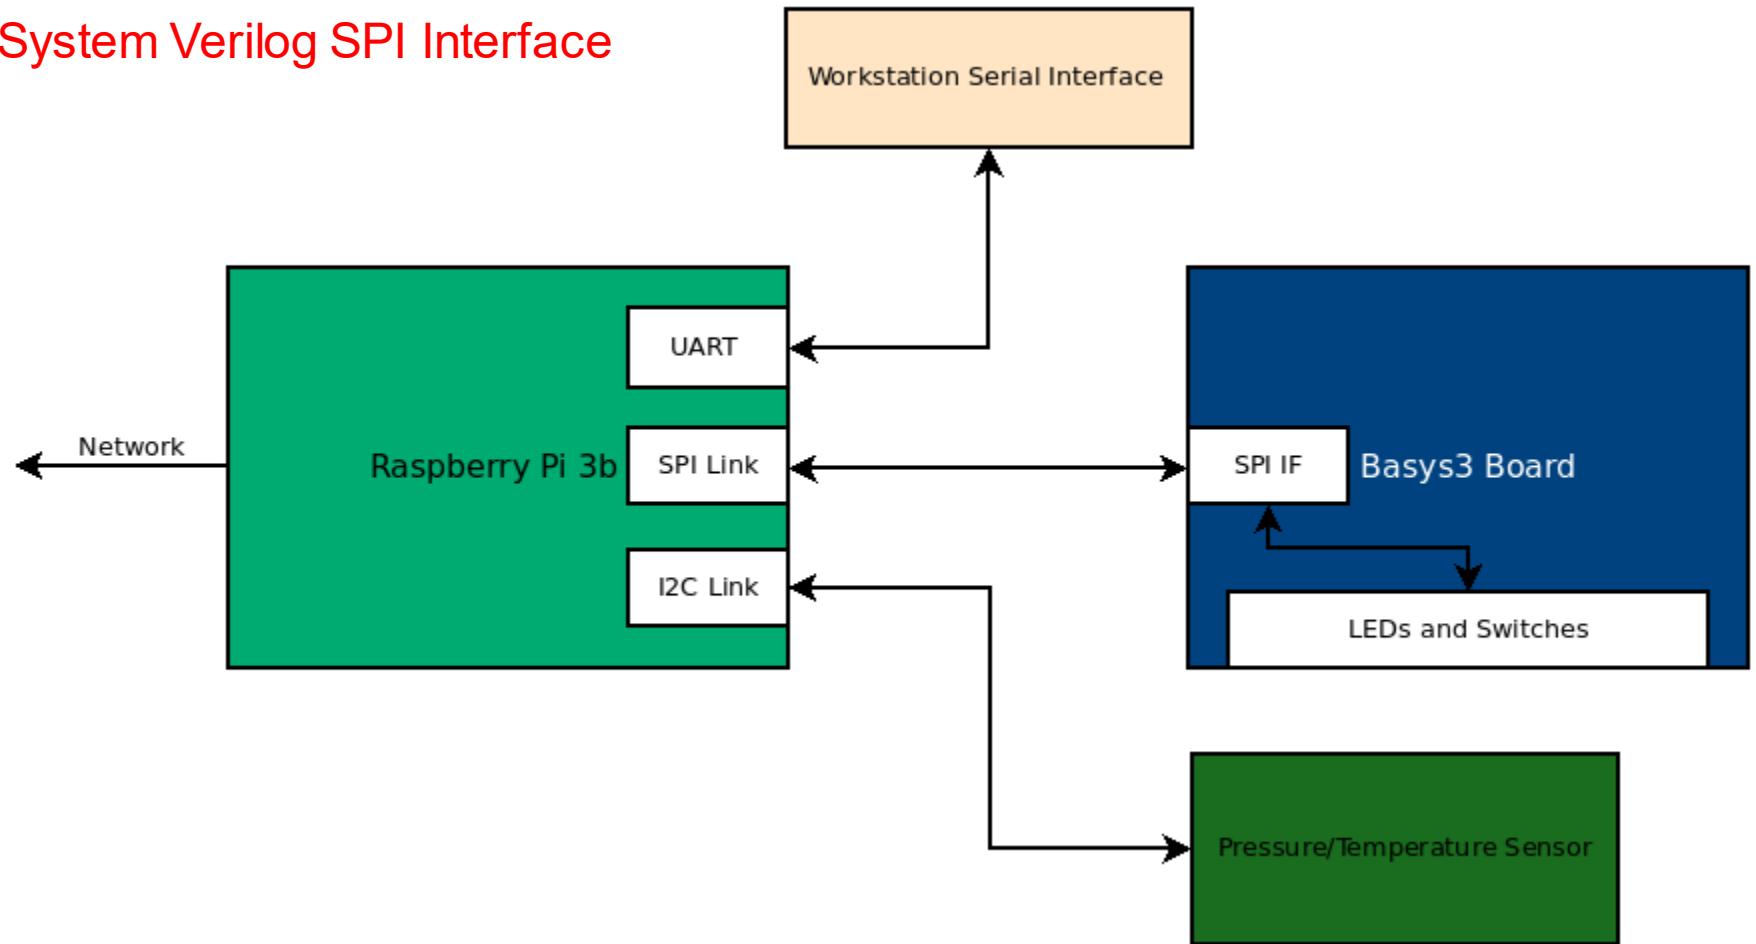 System Verilog SPI Interface
Workstation Serial Interface
UART
Network
Raspberry Pi 3b
SPI Link
SPI IF
Basys3 Board
I2C Link
LEDs and Switches
Pressure/Temperature Sensor